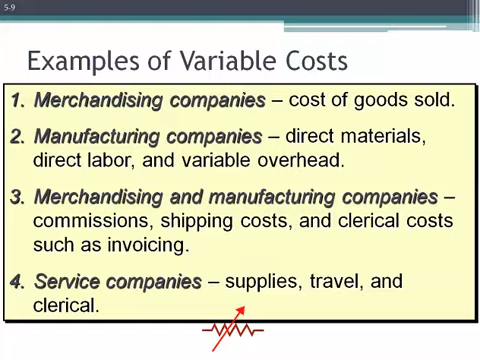 5-9
Examples of Variable Costs
1. Merchandising companies – cost of goods sold.
2. Manufacturing companies – direct materials,
direct labor, and variable overhead.
3. Merchandising and manufacturing companies –
commissions, shipping costs, and clerical costs
such as invoicing.
4. Service companies – supplies, travel, and
clerical.